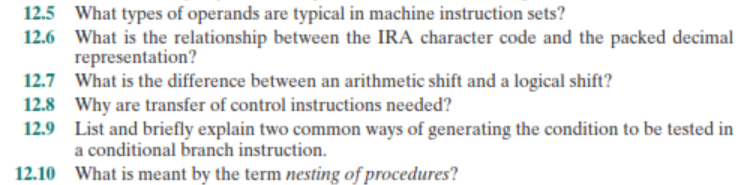 12.5 What types of operands are typical in machine instruction sets?
12.6 What is the relationship between the IRA character code and the packed decimal
representation?
12.7 What is the difference between an arithmetic shift and a logical shift?
12.8 Why are transfer of control instructions needed?
12.9 List and briefly explain two common ways of generating the condition to be tested in
a conditional branch instruction.
12.10 What is meant by the term nesting of procedures?